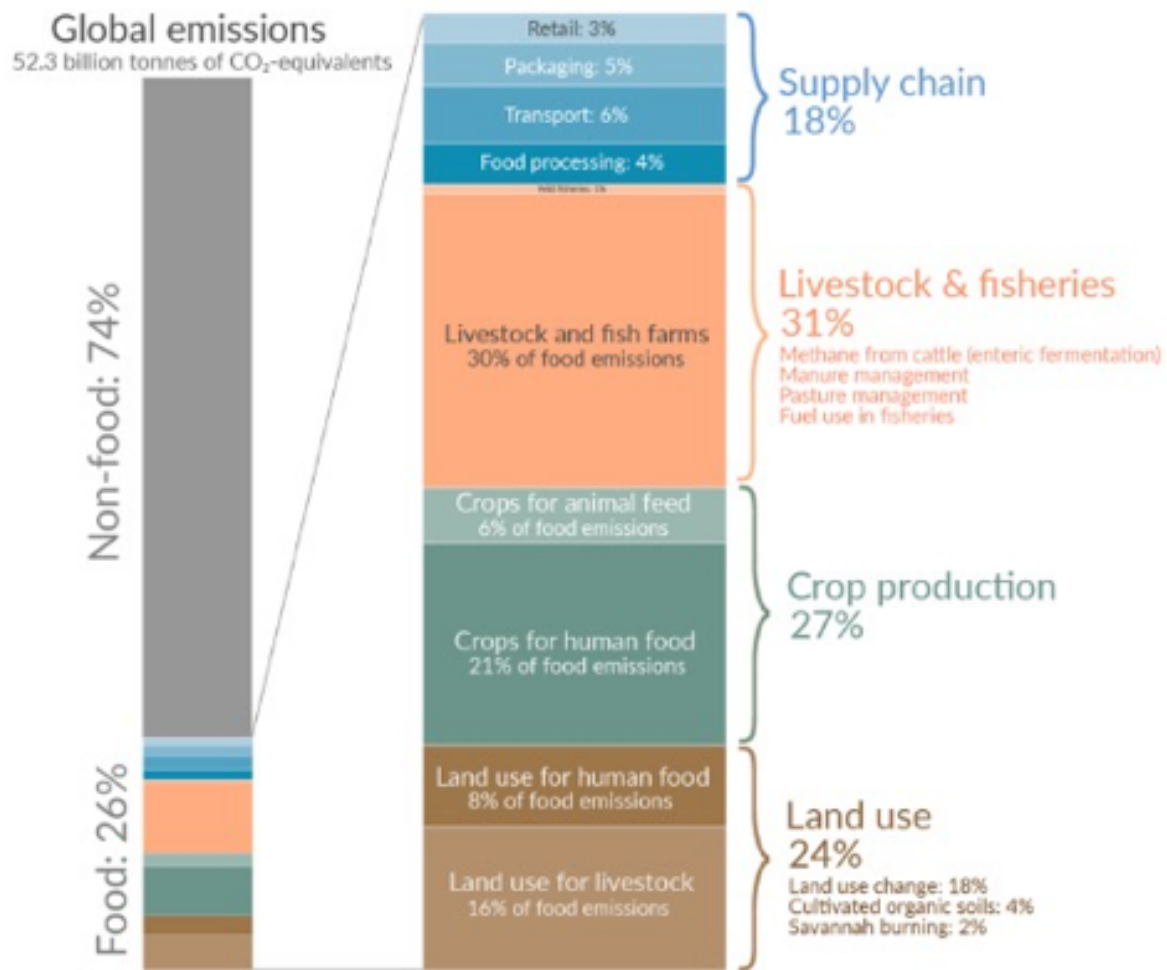 Global emissions
52.3 billion tonnes of CO₂-equivalents
Non-food: 74%
Food: 26%
Retail: 3%
Packaging: 5%
Transport: 6%
Food processing: 4%
Wild fisheries: 1%
Livestock and fish farms
30% of food emissions
Crops for animal feed
6% of food emissions
Crops for human food
21% of food emissions
Land use for human food
8% of food emissions
Land use for livestock
16% of food emissions
Supply chain
18%
Livestock & fisheries
31%
Methane from cattle (enteric fermentation)
Manure management
Pasture management
Fuel use in fisheries
Crop production
27%
Land use
24%
Land use change: 18%
Cultivated organic soils: 4%
Savannah burning: 2%